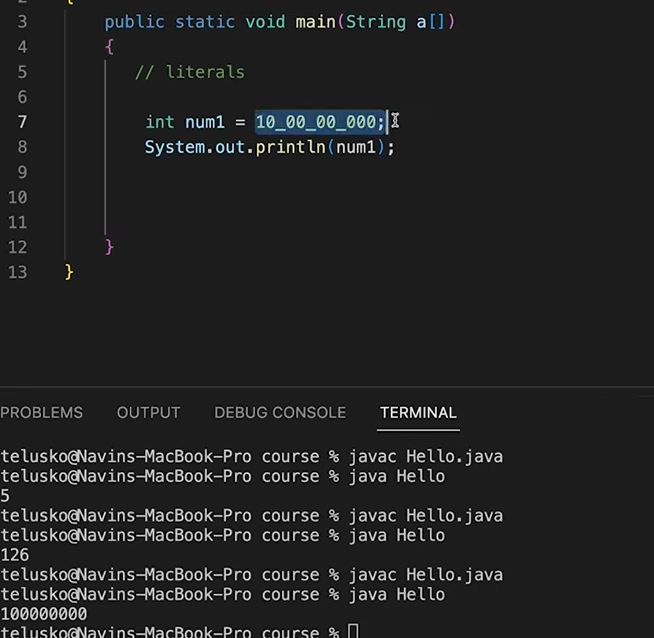 2 {
3 public static void main(String a[])
4 {
5 // literals
6
7 int num1 = 10_00_00_000;
8 System.out.println(num1);
9
10
11
12 }
13 }
PROBLEMS OUTPUT DEBUG CONSOLE TERMINAL
telusko@Navins-MacBook-Pro course % javac Hello.java
telusko@Navins-MacBook-Pro course % java Hello
5
telusko@Navins-MacBook-Pro course % javac Hello.java
telusko@Navins-MacBook-Pro course % java Hello
126
telusko@Navins-MacBook-Pro course % javac Hello.java
telusko@Navins-MacBook-Pro course % java Hello
100000000
telusko@Navins-MacBook-Pro course %